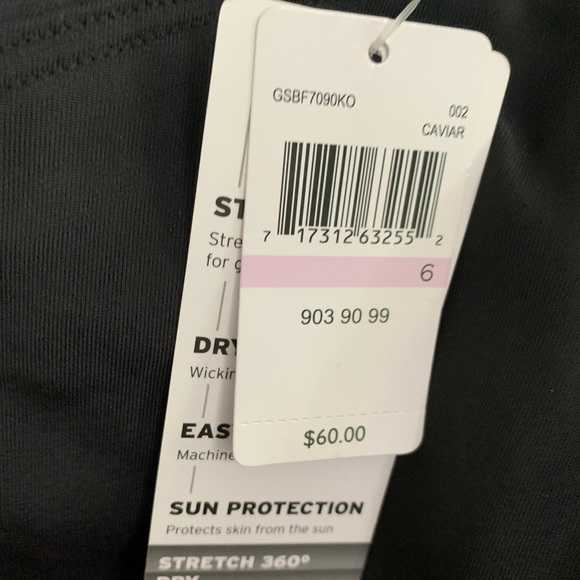 GSBF7090KO
002
CAVIAR
7 17312 63255 2
6
903 90 99
$60.00
ST
Stre
for g
DRY
Wickin
EAS
Machine
SUN PROTECTION
Protects skin from the sun
STRETCH 360°
DRY